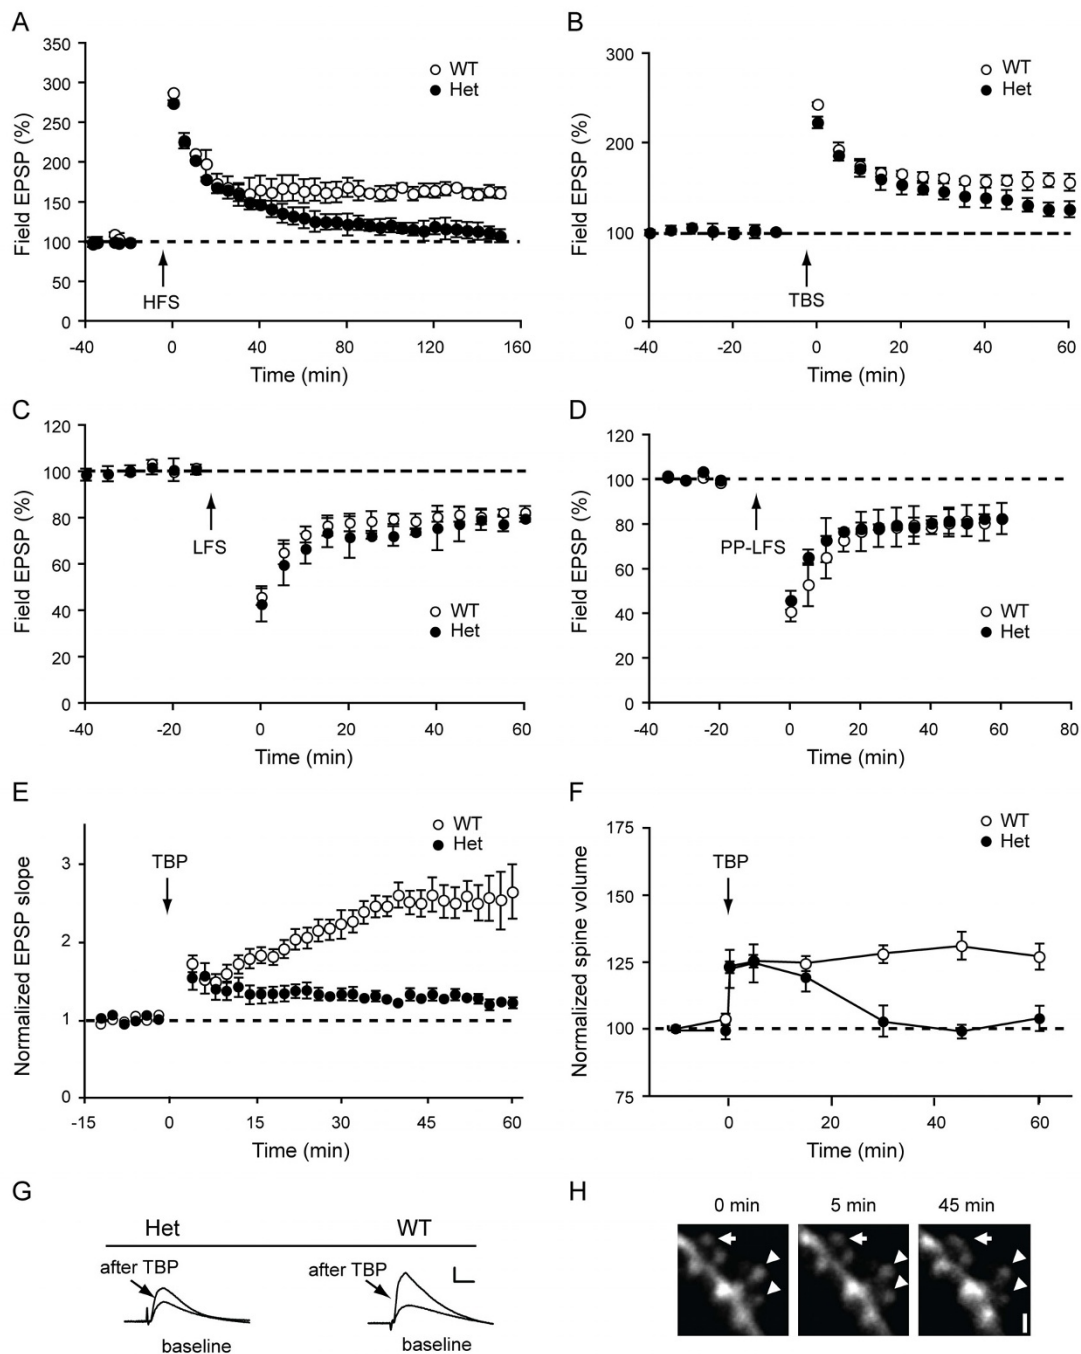 A
350
300
250
200
150
100
50
0
Field EPSP (%)
WT
Het
HFS
-40 0 40 80 120 160
Time (min)
B
300
200
100
0
Field EPSP (%)
WT
Het
TBS
-40 -20 0 20 40 60
Time (min)
C
120
100
80
60
40
20
0
Field EPSP (%)
LFS
WT
Het
-40 -20 0 20 40 60
Time (min)
D
120
100
80
60
40
20
0
Field EPSP (%)
PP-LFS
WT
Het
-40 -20 0 20 40 60 80
Time (min)
E
3
2
1
0
Normalized EPSP slope
WT
Het
TBP
-15 0 15 30 45 60
Time (min)
F
175
150
125
100
75
Normalized spine volume
WT
Het
TBP
0 20 40 60
Time (min)
G
Het WT
after TBP after TBP
baseline baseline
H
0 min 5 min 45 min